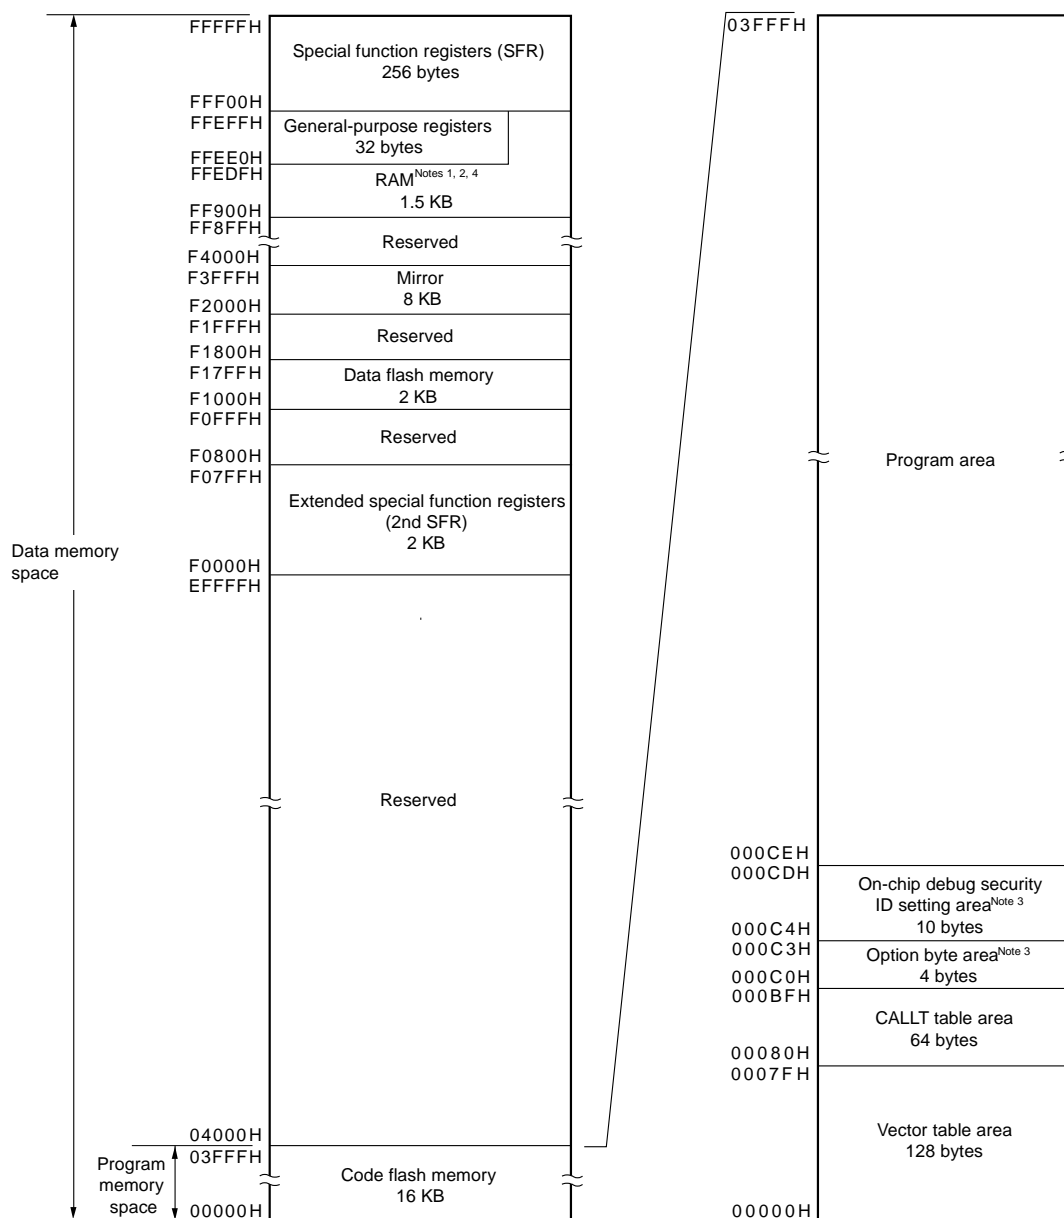 FFFFFH
Special function registers (SFR)
256 bytes
FFF00H
FFEFFH
General-purpose registers
32 bytes
FFEE0H
FFEDFH
RAMNotes 1, 2, 4
1.5 KB
FF900H
FF8FFH
Reserved
F4000H
F3FFFH
Mirror
8 KB
F2000H
F1FFFH
Reserved
F1800H
F17FFH
Data flash memory
2 KB
F1000H
F0FFFH
Reserved
F0800H
F07FFH
Extended special function registers
(2nd SFR)
2 KB
F0000H
EFFFFH
Data memory
space
Reserved
04000H
03FFFH
Program
memory
space
Code flash memory
16 KB
00000H
03FFFH
Program area
000CEH
000CDH
On-chip debug security
ID setting areaNote 3
10 bytes
000C4H
000C3H
Option byte areaNote 3
4 bytes
000C0H
000BFH
CALLT table area
64 bytes
00080H
0007FH
Vector table area
128 bytes
00000H